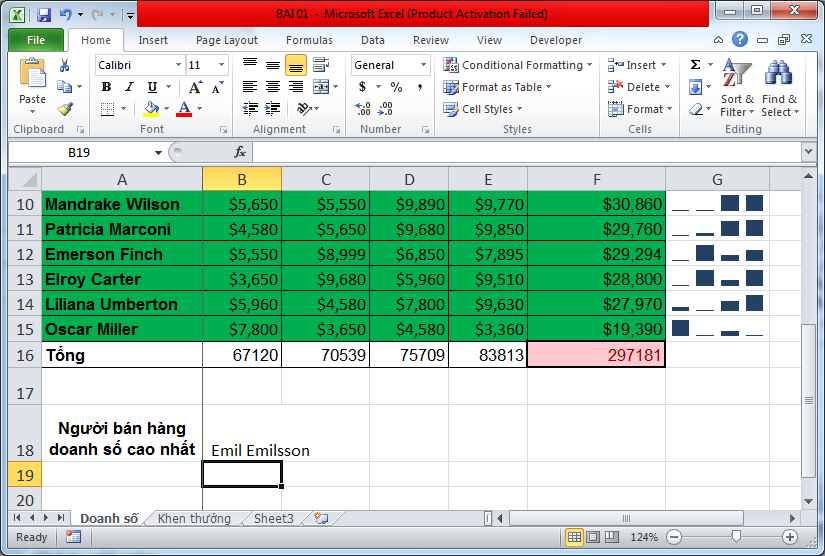 BAI 01 - Microsoft Excel (Product Activation Failed)
File Home Insert Page Layout Formulas Data Review View Developer
Paste
Clipboard
Calibri 11
B I U
Font
Alignment
General
$ % ,
Number
Conditional Formatting
Format as Table
Cell Styles
Styles
Insert
Delete
Format
Cells
Σ
Sort & Filter
Find & Select
Editing
B19 fx
A B C D E F G
10 Mandrake Wilson $5,650 $5,550 $9,890 $9,770 $30,860
11 Patricia Marconi $4,580 $5,650 $9,680 $9,850 $29,760
12 Emerson Finch $5,550 $8,999 $6,850 $7,895 $29,294
13 Elroy Carter $3,650 $9,680 $5,960 $9,510 $28,800
14 Liliana Umberton $5,960 $4,580 $7,800 $9,630 $27,970
15 Oscar Miller $7,800 $3,650 $4,580 $3,360 $19,390
16 Tổng 67120 70539 75709 83813 297181
17
Người bán hàng
18 doanh số cao nhất Emil Emilsson
19
20
Doanh số Khen thưởng Sheet3
Ready 124%